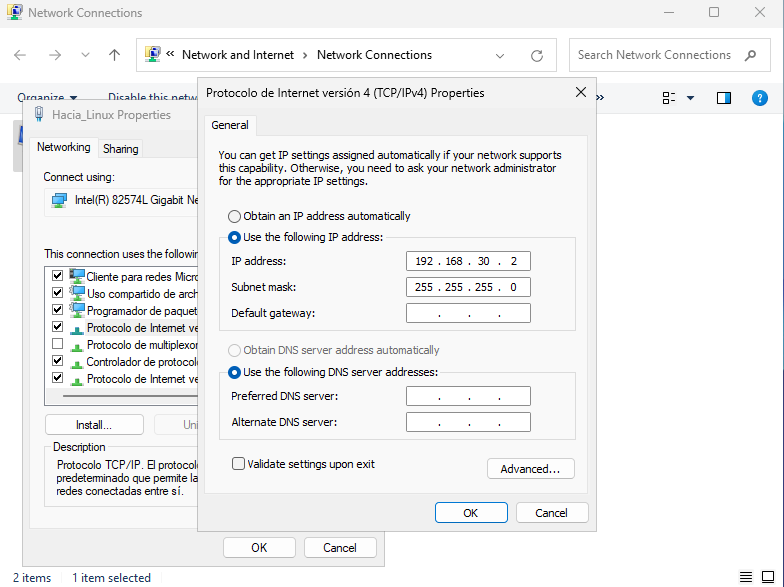 Network Connections
« Network and Internet > Network Connections
Search Network Connections
Organize
Disable this netw
»
Hacia_Linux Properties
Networking
Sharing
Connect using:
Intel(R) 82574L Gigabit Ne
This connection uses the followin
Cliente para redes Micro
Uso compartido de arch
Programador de paquet
Protocolo de Internet ve
Protocolo de multiplexor
Controlador de protocolo
Protocolo de Internet ve
Install...
Uni
Description
Protocolo TCP/IP. El protocolo
predeterminado que permite la
redes conectadas entre sí.
OK
Cancel
Protocolo de Internet versión 4 (TCP/IPv4) Properties
General
You can get IP settings assigned automatically if your network supports
this capability. Otherwise, you need to ask your network administrator
for the appropriate IP settings.
Obtain an IP address automatically
Use the following IP address:
IP address: 192 . 168 . 30 . 2
Subnet mask: 255 . 255 . 255 . 0
Default gateway: . . .
Obtain DNS server address automatically
Use the following DNS server addresses:
Preferred DNS server: . . .
Alternate DNS server: . . .
Validate settings upon exit
Advanced...
OK
Cancel
2 items
1 item selected